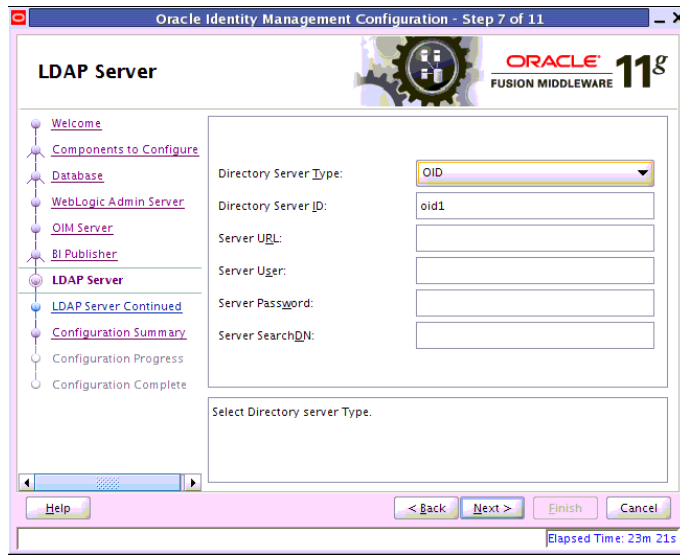 Oracle Identity Management Configuration - Step 7 of 11
LDAP Server
ORACLE
FUSION MIDDLEWARE
11g
Welcome
Components to Configure
Database
WebLogic Admin Server
OIM Server
BI Publisher
LDAP Server
LDAP Server Continued
Configuration Summary
Configuration Progress
Configuration Complete
Directory Server Type:
OID
Directory Server ID:
oid1
Server URL:
Server User:
Server Password:
Server SearchDN:
Select Directory server Type.
Help
< Back
Next >
Finish
Cancel
Elapsed Time: 23m 21s